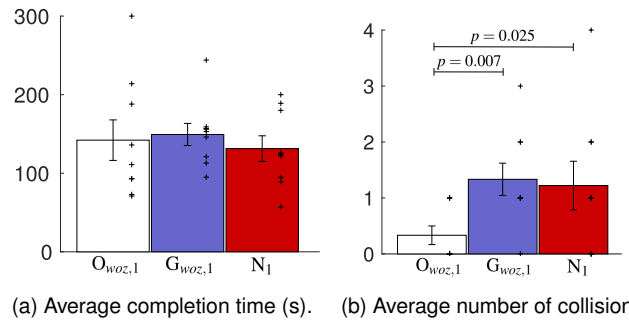 300
200
100
0
O_woz,1 G_woz,1 N_1
(a) Average completion time (s).
4
3
2
1
0
p = 0.025
p = 0.007
O_woz,1 G_woz,1 N_1
(b) Average number of collision